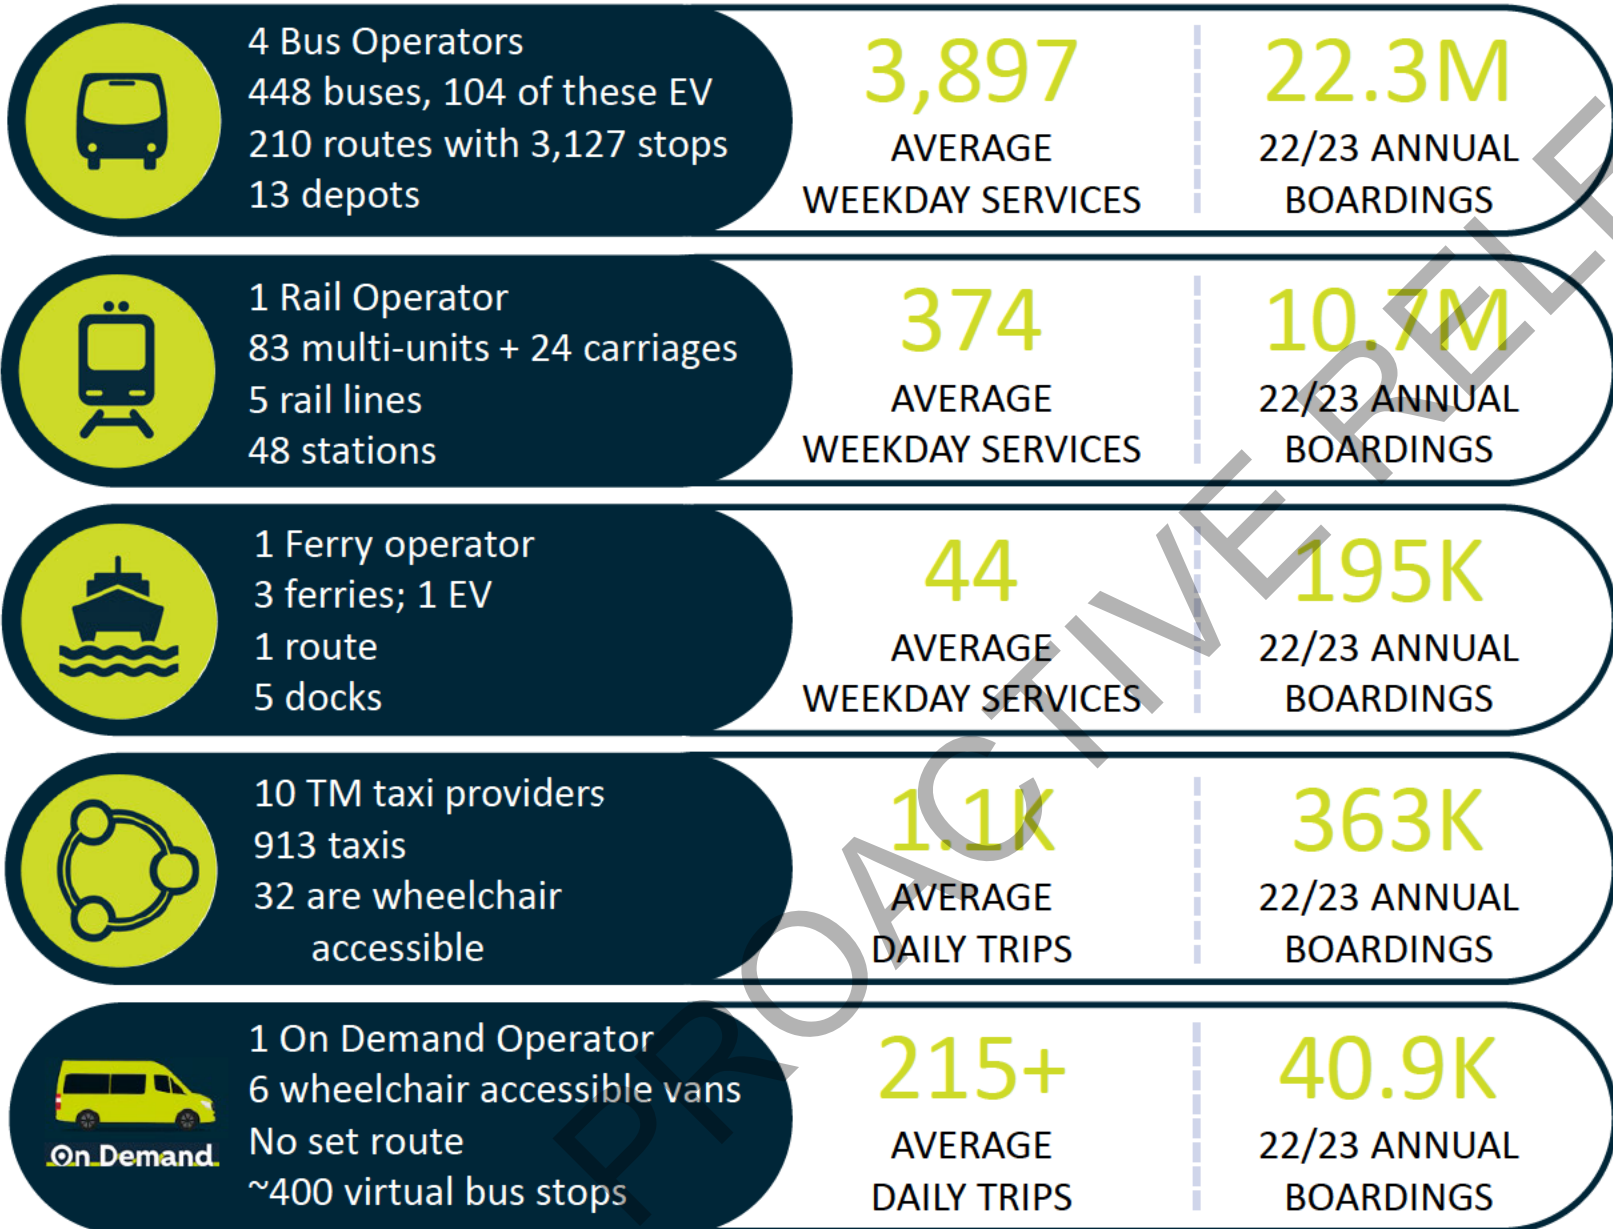 4 Bus Operators
448 buses, 104 of these EV
210 routes with 3,127 stops
13 depots
3,897
AVERAGE
WEEKDAY SERVICES
22.3M
22/23 ANNUAL
BOARDINGS
1 Rail Operator
83 multi-units + 24 carriages
5 rail lines
48 stations
374
AVERAGE
WEEKDAY SERVICES
10.7M
22/23 ANNUAL
BOARDINGS
1 Ferry operator
3 ferries; 1 EV
1 route
5 docks
44
AVERAGE
WEEKDAY SERVICES
195K
22/23 ANNUAL
BOARDINGS
10 TM taxi providers
913 taxis
32 are wheelchair
accessible
1.1K
AVERAGE
DAILY TRIPS
363K
22/23 ANNUAL
BOARDINGS
On Demand
1 On Demand Operator
6 wheelchair accessible vans
No set route
~400 virtual bus stops
215+
AVERAGE
DAILY TRIPS
40.9K
22/23 ANNUAL
BOARDINGS
PROACTIVE